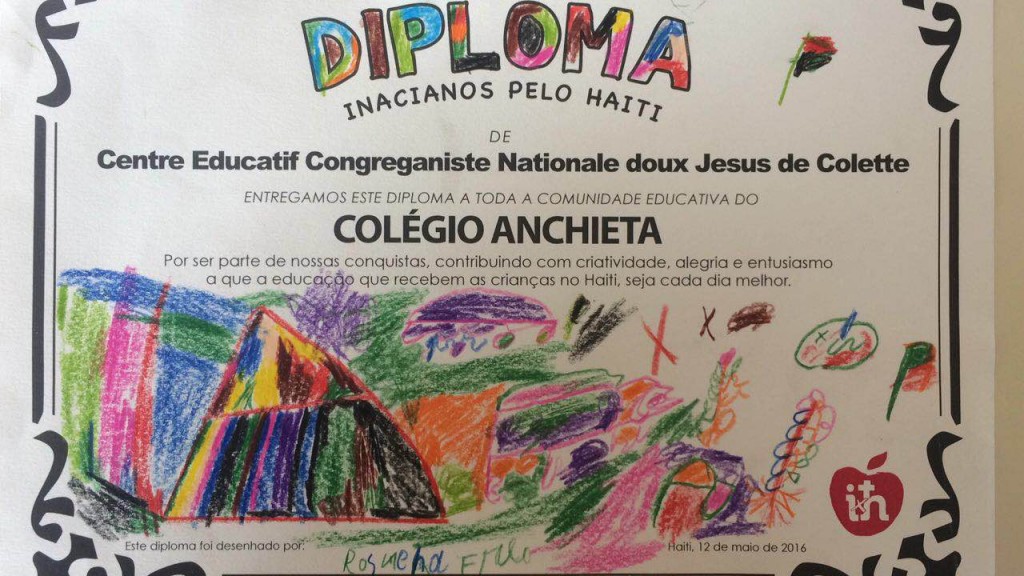 DIPLOMA
INACIANOS PELO HAITI
DE
Centre Educatif Congreganiste Nationale doux Jesus de Colette
ENTREGAMOS ESTE DIPLOMA A TODA A COMUNIDADE EDUCATIVA DO
COLÉGIO ANCHIETA
Por ser parte de nossas conquistas, contribuindo com criatividade, alegria e entusiasmo
a que a educação que recebem as crianças no Haiti, seja cada dia melhor.
Este diploma foi desenhado por:
Haiti, 12 de maio de 2016